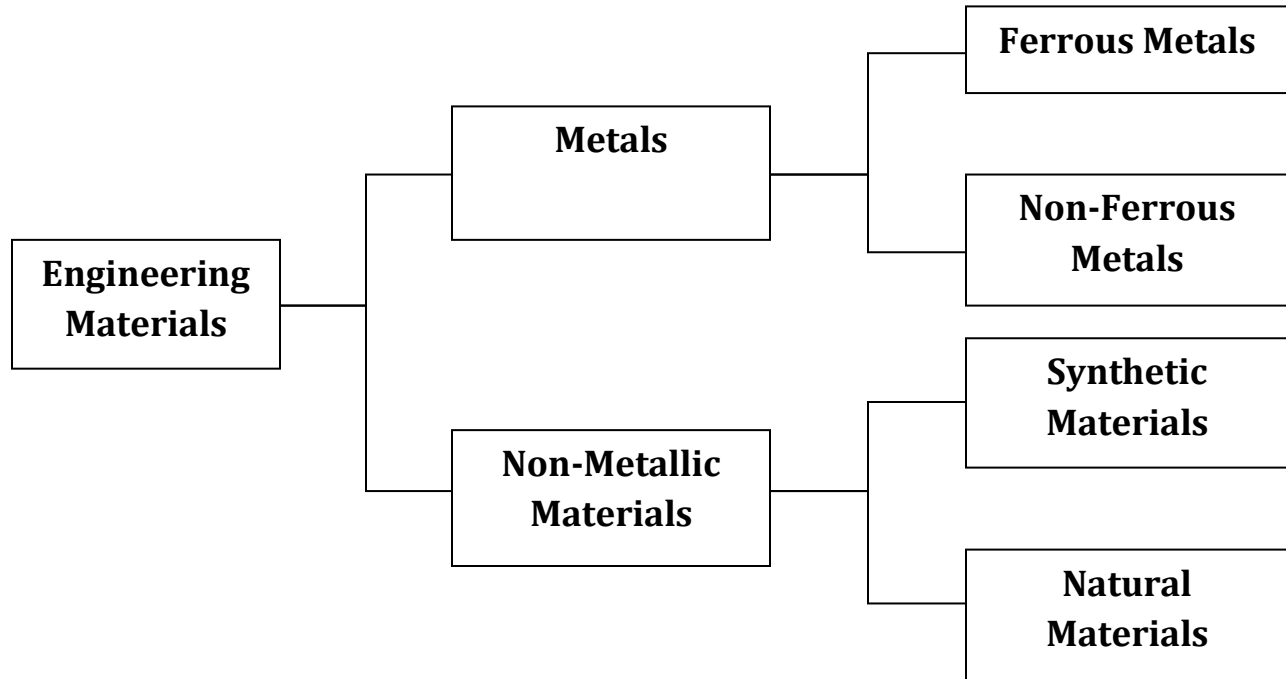 Engineering
Materials
Metals
Non-Metallic
Materials
Ferrous Metals
Non-Ferrous
Metals
Synthetic
Materials
Natural
Materials